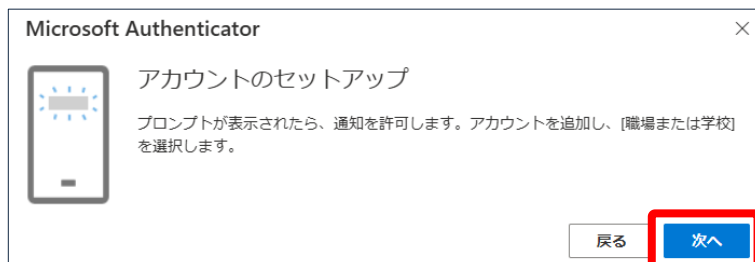 Microsoft Authenticator
アカウントのセットアップ
プロンプトが表示されたら、通知を許可します。アカウントを追加し、[職場または学校]
を選択します。
戻る
次へ